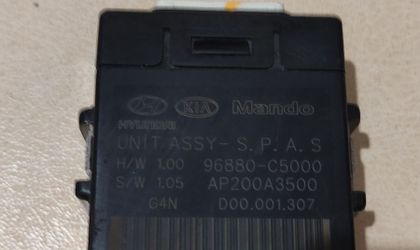 KIA Mando
HYUNDAI
UNIT ASSY- S. P. A. S
H/W 1.00 96880-C5000
S/W 1.05 AP200A3500
G4N D00.001.307